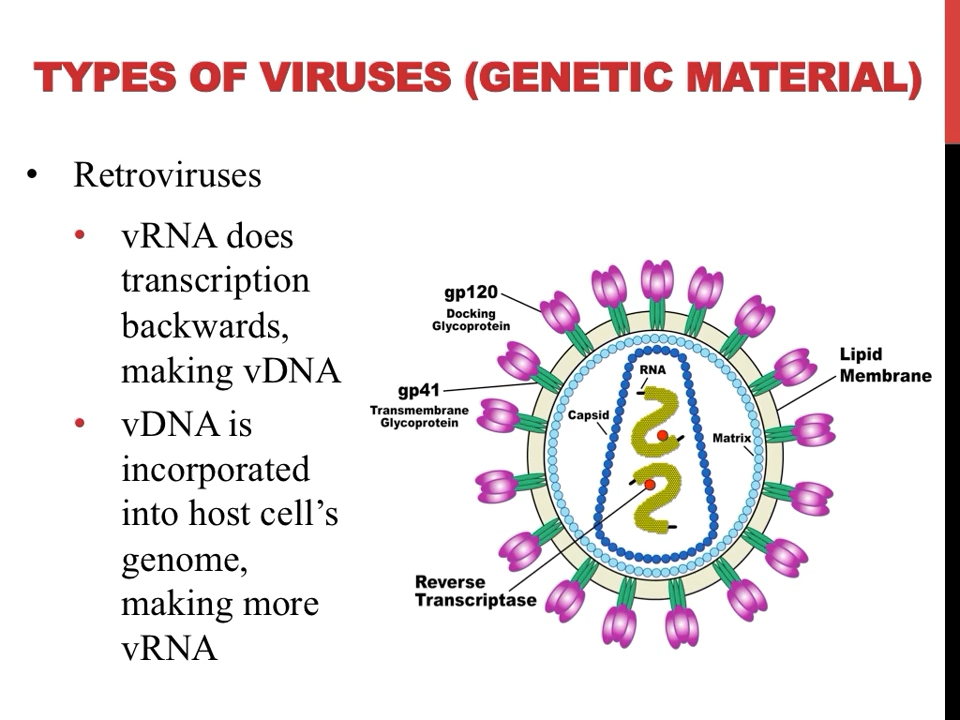 TYPES OF VIRUSES (GENETIC MATERIAL)
• Retroviruses
• vRNA does
transcription
backwards,
making vDNA
• vDNA is
incorporated
into host cell’s
genome,
making more
vRNA
gp120
Docking
Glycoprotein
gp41
Transmembrane
Glycoprotein
RNA
Capsid
Matrix
Lipid
Membrane
Reverse
Transcriptase